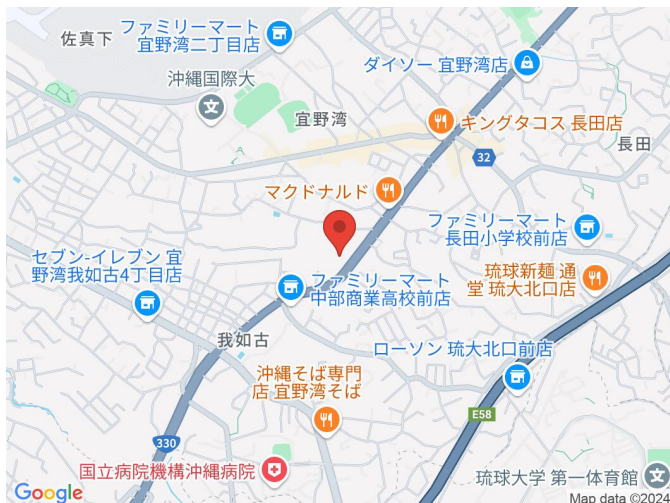 佐真下
ファミリーマート
宜野湾二丁目店
ダイソー 宜野湾店
沖縄国際大
宜野湾
キングタコス 長田店
32
長田
マクドナルド
ファミリーマート
長田小学校前店
セブン-イレブン 宜
野湾我如古4丁目店
ファミリーマート
中部商業高校前店
琉球新麺 通
堂 琉大北口店
我如古
ローソン 琉大北口前店
沖縄そば専門
店 宜野湾そば
E58
330
国立病院機構沖縄病院
琉球大学 第一体育館
Google
Map data ©2024